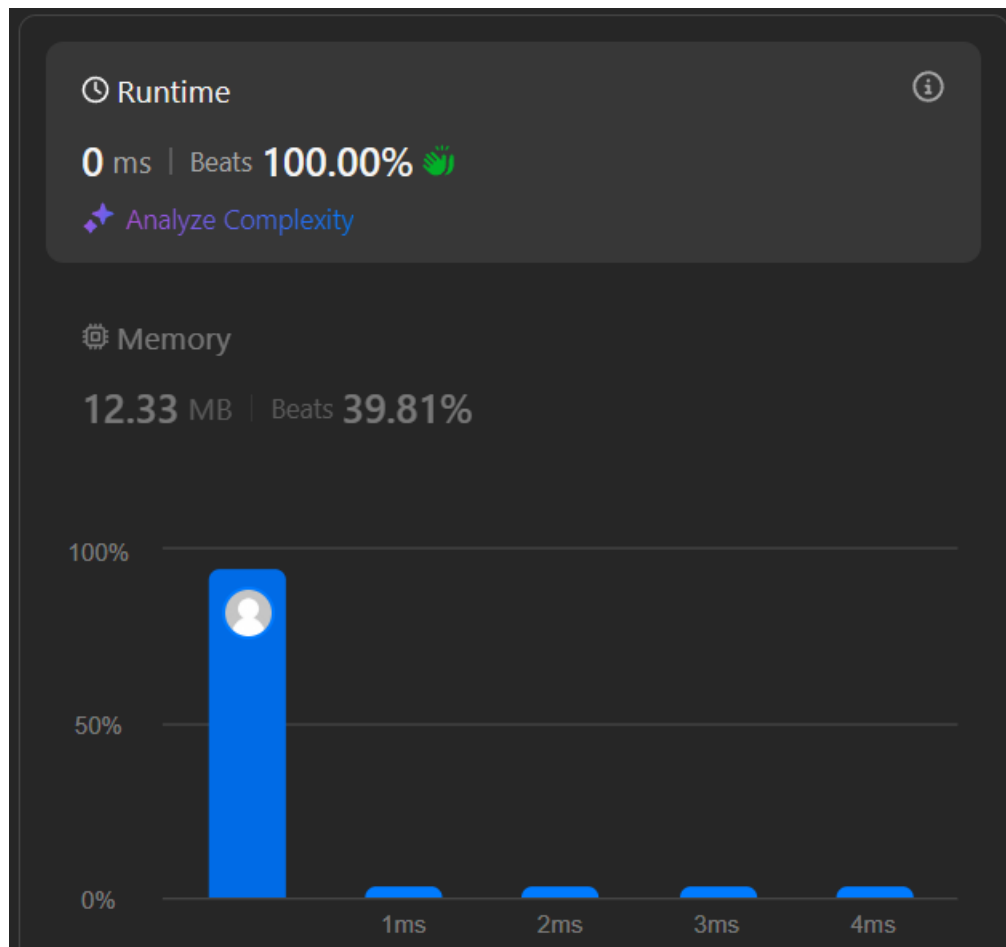 Runtime
0 ms | Beats 100.00%
Analyze Complexity
Memory
12.33 MB | Beats 39.81%
100%
50%
0%
1ms 2ms 3ms 4ms